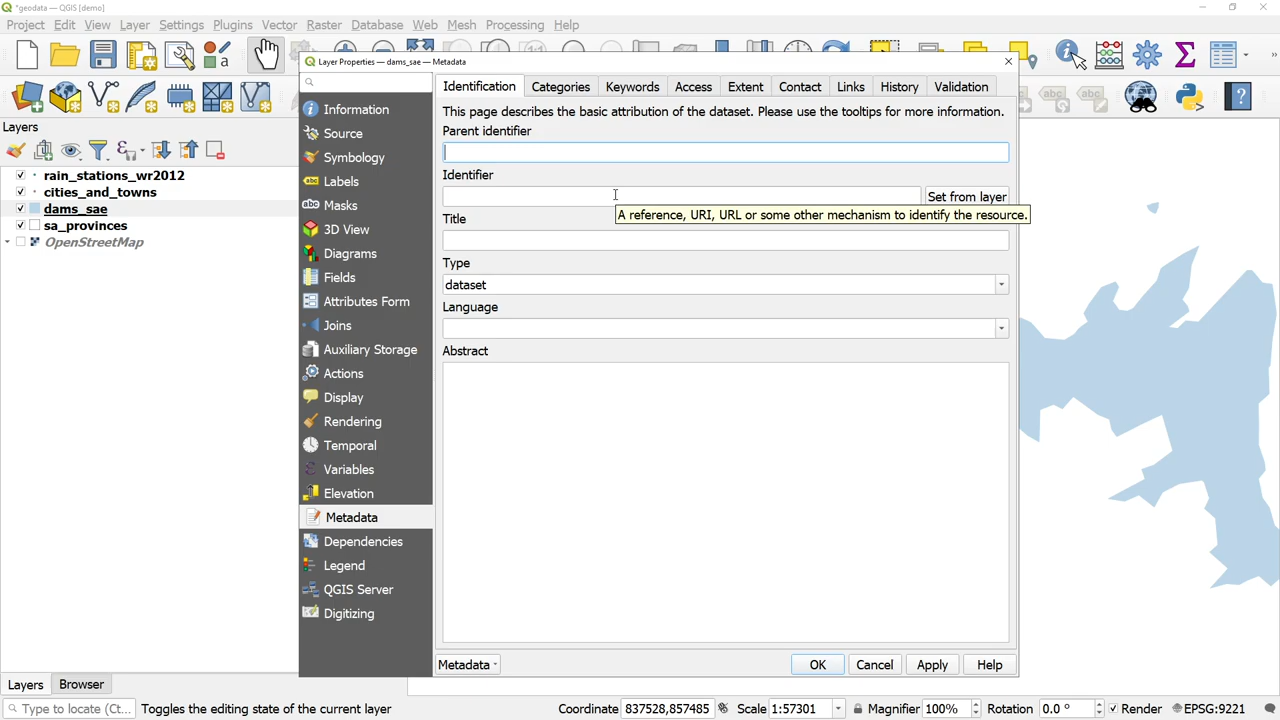 *geodata — QGIS [demo]
Project Edit View Layer Settings Plugins Vector Raster Database Web Mesh Processing Help
Layer Properties — dams_sae — Metadata
Layers
rain_stations_wr2012
cities_and_towns
dams_sae
sa_provinces
OpenStreetMap
Information
Source
Symbology
Labels
Masks
3D View
Diagrams
Fields
Attributes Form
Joins
Auxiliary Storage
Actions
Display
Rendering
Temporal
Variables
Elevation
Metadata
Dependencies
Legend
QGIS Server
Digitizing
Identification Categories Keywords Access Extent Contact Links History Validation
This page describes the basic attribution of the dataset. Please use the tooltips for more information.
Parent identifier
Identifier
Set from layer
A reference, URI, URL or some other mechanism to identify the resource.
Title
Type
dataset
Language
Abstract
Metadata OK Cancel Apply Help
Layers Browser
Type to locate (Ct... Toggles the editing state of the current layer Coordinate 837528,857485 Scale 1:57301 Magnifier 100% Rotation 0.0 ° Render EPSG:9221